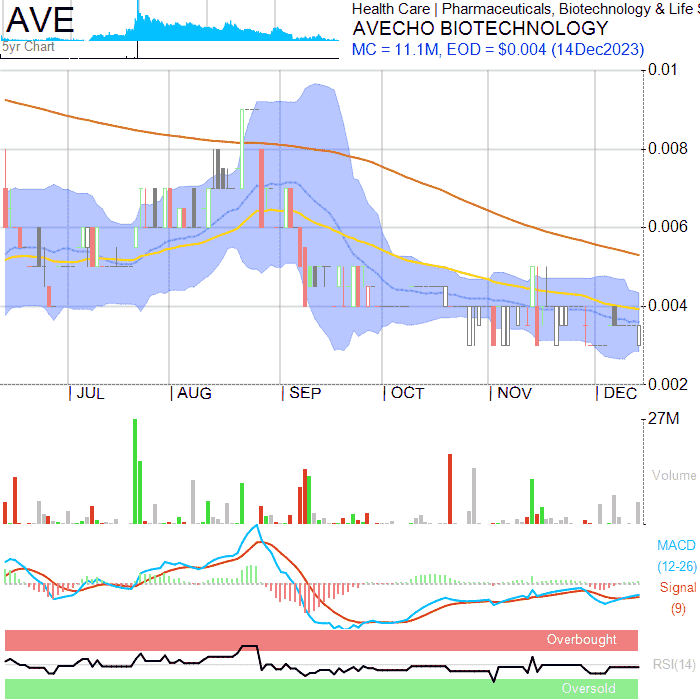 AVE
5yr Chart
Health Care | Pharmaceuticals, Biotechnology & Life S
AVECHO BIOTECHNOLOGY
MC = 11.1M, EOD = $0.004 (14Dec2023)
0.01
0.008
0.006
0.004
0.002
JUL AUG SEP OCT NOV DEC
27M
Volume
MACD
(12-26)
Signal
(9)
Overbought
RSI(14)
Oversold